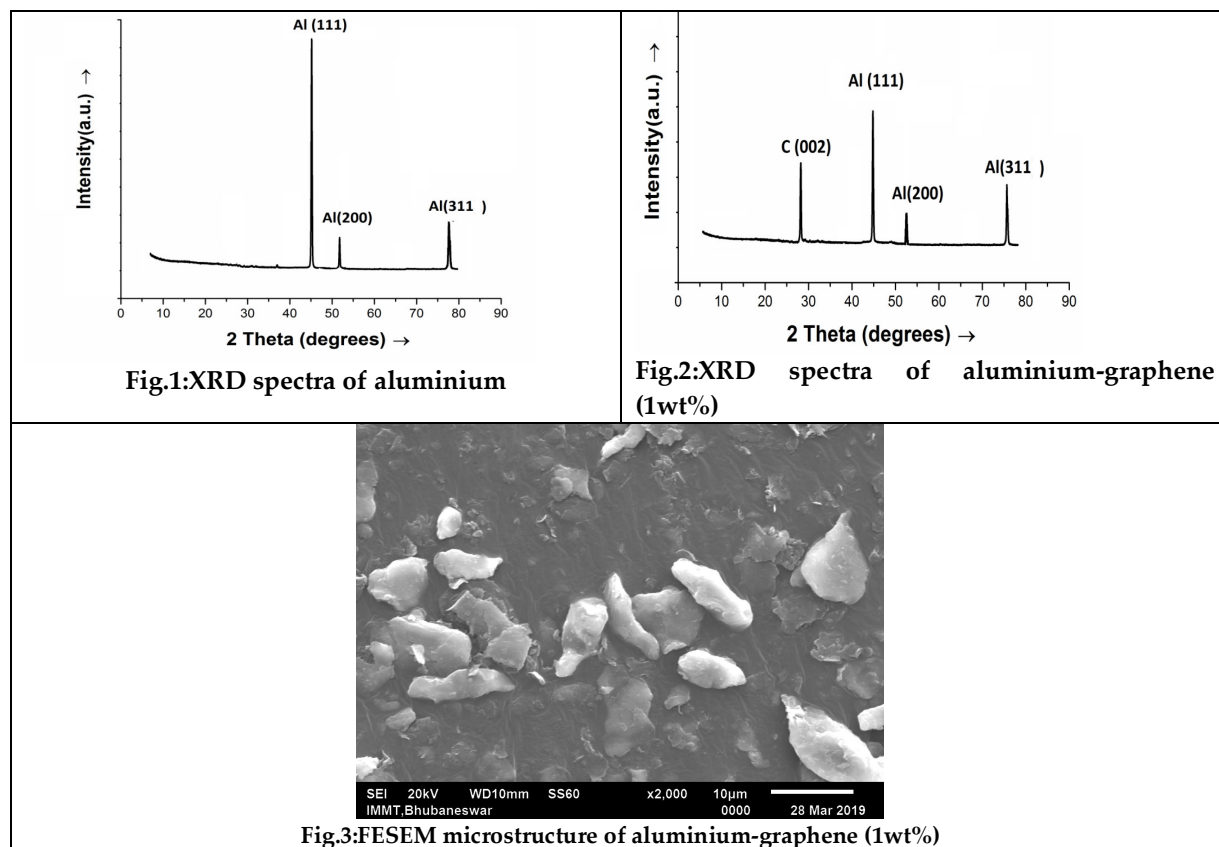 Al (111)
Al(200)
Al(311 )
Intensity(a.u.) →
0 10 20 30 40 50 60 70 80 90
2 Theta (degrees) →
Fig.1:XRD spectra of aluminium
Al (111)
C (002)
Al(200)
Al(311 )
Intensity(a.u.) →
0 10 20 30 40 50 60 70 80 90
2 Theta (degrees) →
Fig.2:XRD spectra of aluminium-graphene
(1wt%)
SEI 20kV WD10mm SS60 x2,000 10µm
IMMT,Bhubaneswar 0000 28 Mar 2019
Fig.3:FESEM microstructure of aluminium-graphene (1wt%)